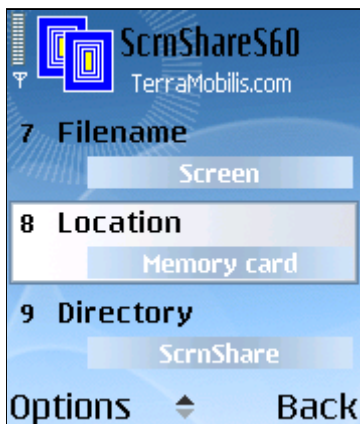 ScrnShareS60
TerraMobilis.com
7 Filename
Screen
8 Location
Memory card
9 Directory
ScrnShare
Options Back